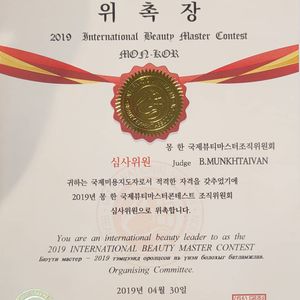 위촉장
2019 International Beauty Master Contest
MON-KOR
몽 한 국제뷰티마스터조직위원회
심사위원 Judge B.MUNKHTAIVAN
귀하는 국제미용지도자로서 적격한 자격을 갖추었기에
2019년 몽 한 국제뷰티마스터콘테스트 조직위원회
심사위원으로 위촉합니다.
You are an international beauty leader to as the
2019 INTERNATIONAL BEAUTY MASTER CONTEST
Бюути мастер - 2019 тэмцээнд оролцсон нь үнэн болохыг батламжлав.
Organising Committee.
2019년 04월 30일